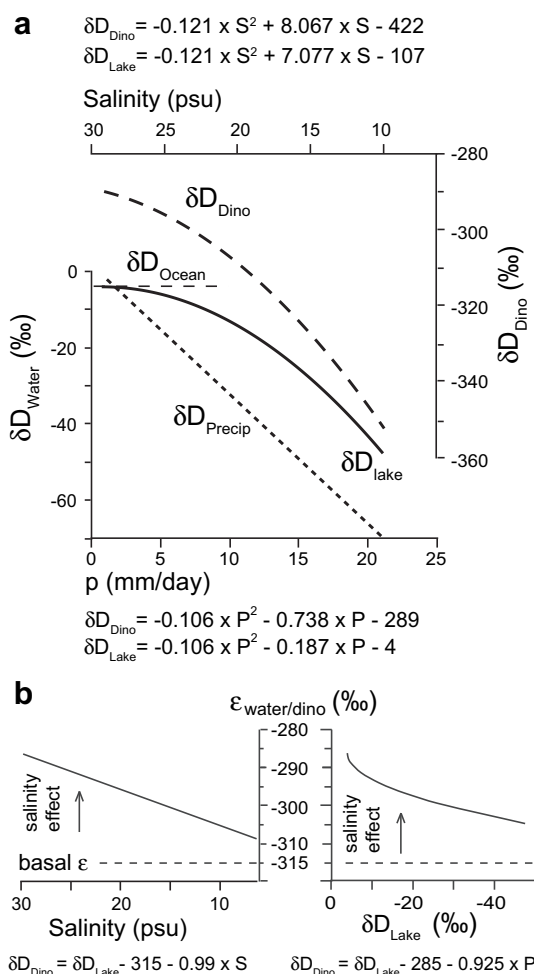 a
δD_Dino = -0.121 x S² + 8.067 x S - 422
δD_Lake = -0.121 x S² + 7.077 x S - 107
Salinity (psu)
30 25 20 15 10
-280
-300
-320
-340
-360
δD_Dino (‰)
δD_Dino
δD_Ocean
δD_Precip
δD_lake
0
-20
-40
-60
δD_Water (‰)
0 5 10 15 20 25
p (mm/day)
δD_Dino = -0.106 x P² - 0.738 x P - 289
δD_Lake = -0.106 x P² - 0.187 x P - 4
b
ε_water/dino (‰)
-280
-290
-300
-310
-315
salinity
effect
basal ε
30 20 10
Salinity (psu)
salinity
effect
0 -20 -40
δD_Lake (‰)
δD_Dino = δD_Lake - 315 - 0.99 x S
δD_Dino = δD_Lake - 285 - 0.925 x P